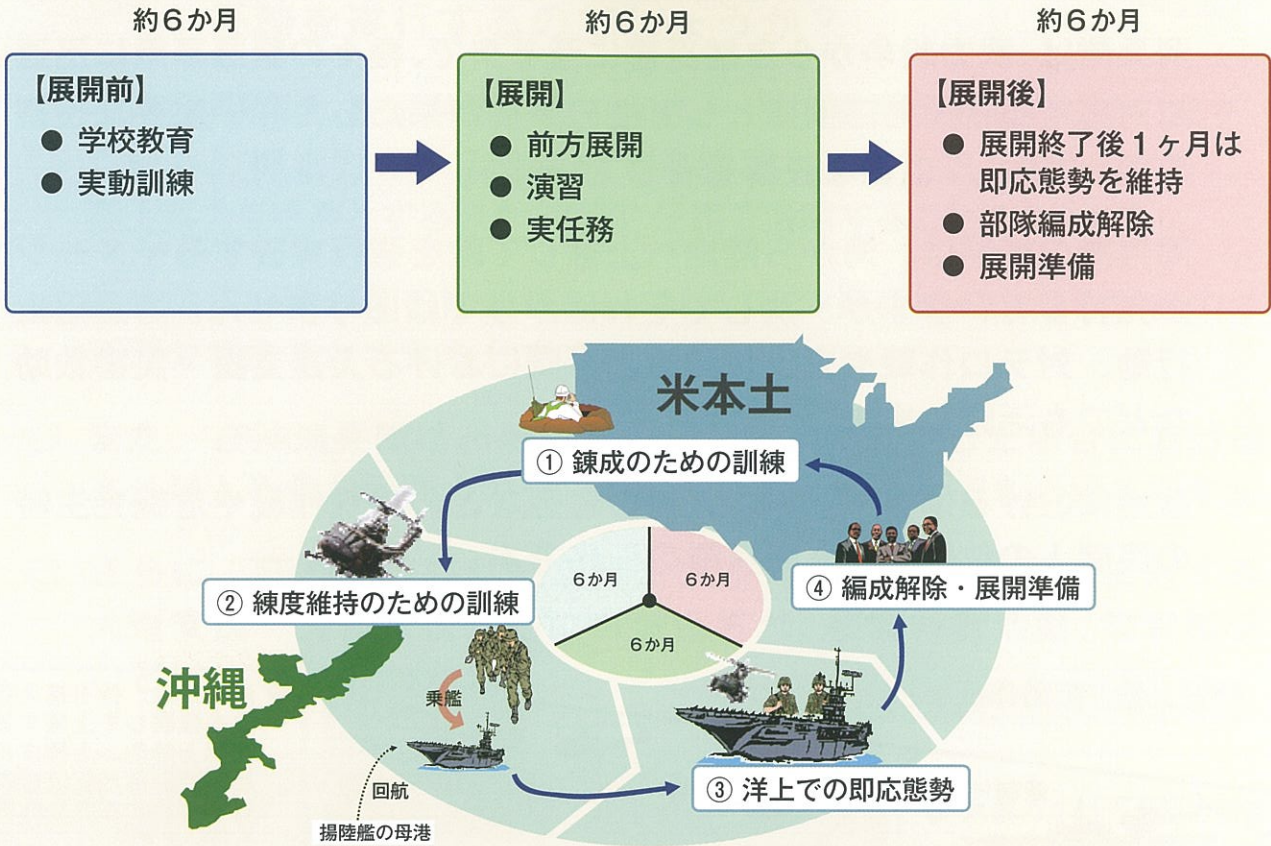 約6か月
約6か月
約6か月
【展開前】
● 学校教育
● 実動訓練
【展開】
● 前方展開
● 演習
● 実任務
【展開後】
● 展開終了後1ヶ月は
即応態勢を維持
● 部隊編成解除
● 展開準備
米本土
① 錬成のための訓練
② 練度維持のための訓練
6か月
6か月
6か月
④ 編成解除・展開準備
沖縄
乗艦
回航
揚陸艦の母港
③ 洋上での即応態勢